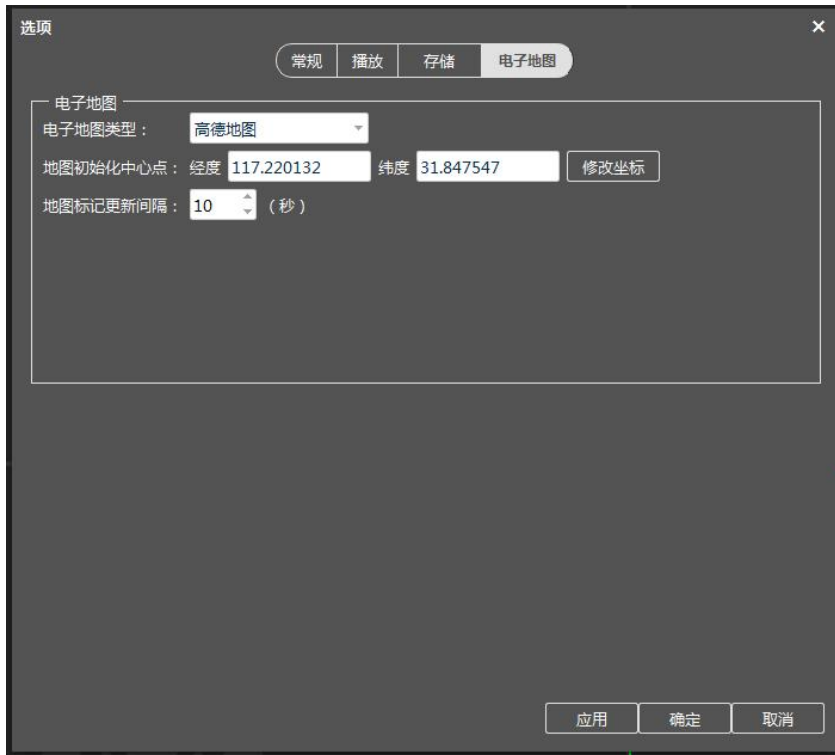 选项 ×
常规 播放 存储 电子地图
电子地图
电子地图类型： 高德地图
地图初始化中心点： 经度 117.220132 纬度 31.847547 修改坐标
地图标记更新间隔： 10 （秒）
应用 确定 取消